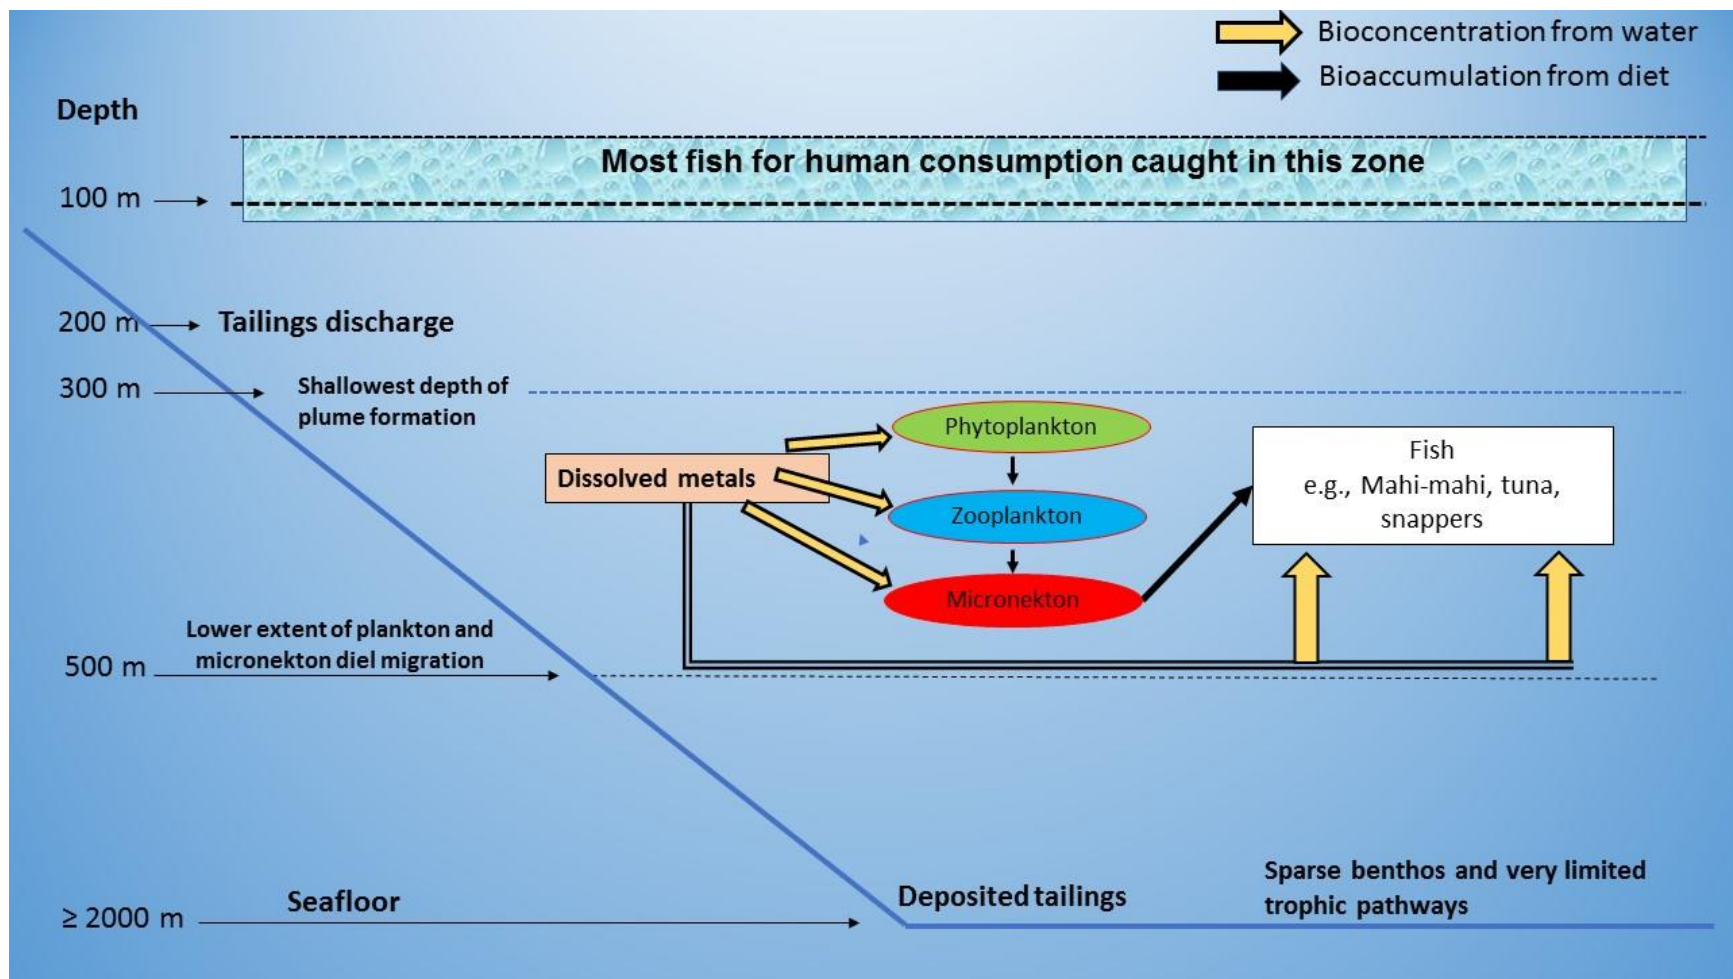 Bioconcentration from water
Bioaccumulation from diet
Depth
Most fish for human consumption caught in this zone
100 m
200 m
Tailings discharge
300 m
Shallowest depth of
plume formation
Phytoplankton
Dissolved metals
Zooplankton
Micronekton
Fish
e.g., Mahi-mahi, tuna,
snappers
Lower extent of plankton and
micronekton diel migration
500 m
Sparse benthos and very limited
trophic pathways
Deposited tailings
Seafloor
≥ 2000 m